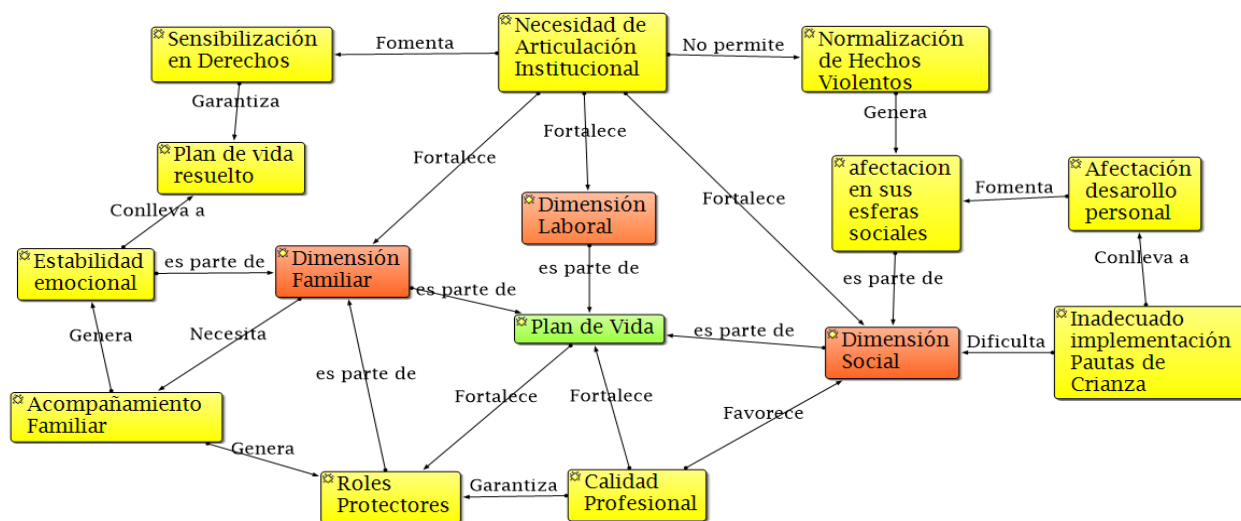 Necesidad de
Articulación
Institucional
Sensibilización
en Derechos
Fomenta
No permite
Normalización
de Hechos
Violentos
Garantiza
Fortalece
Genera
Plan de vida
resuelto
Fortalece
afectacion
en sus
esferas
sociales
Fomenta
Afectación
desarollo
personal
Conlleva a
Dimensión
Laboral
Fortalece
Estabilidad
emocional
es parte de
Dimensión
Familiar
es parte de
es parte de
es parte de
Conlleva a
Genera
Necesita
es parte de
Plan de Vida
es parte de
Dimensión
Social
Dificulta
Inadecuado
implementación
Pautas de
Crianza
Acompañamiento
Familiar
Fortalece
Fortalece
Favorece
Genera
Roles
Protectores
Garantiza
Calidad
Profesional